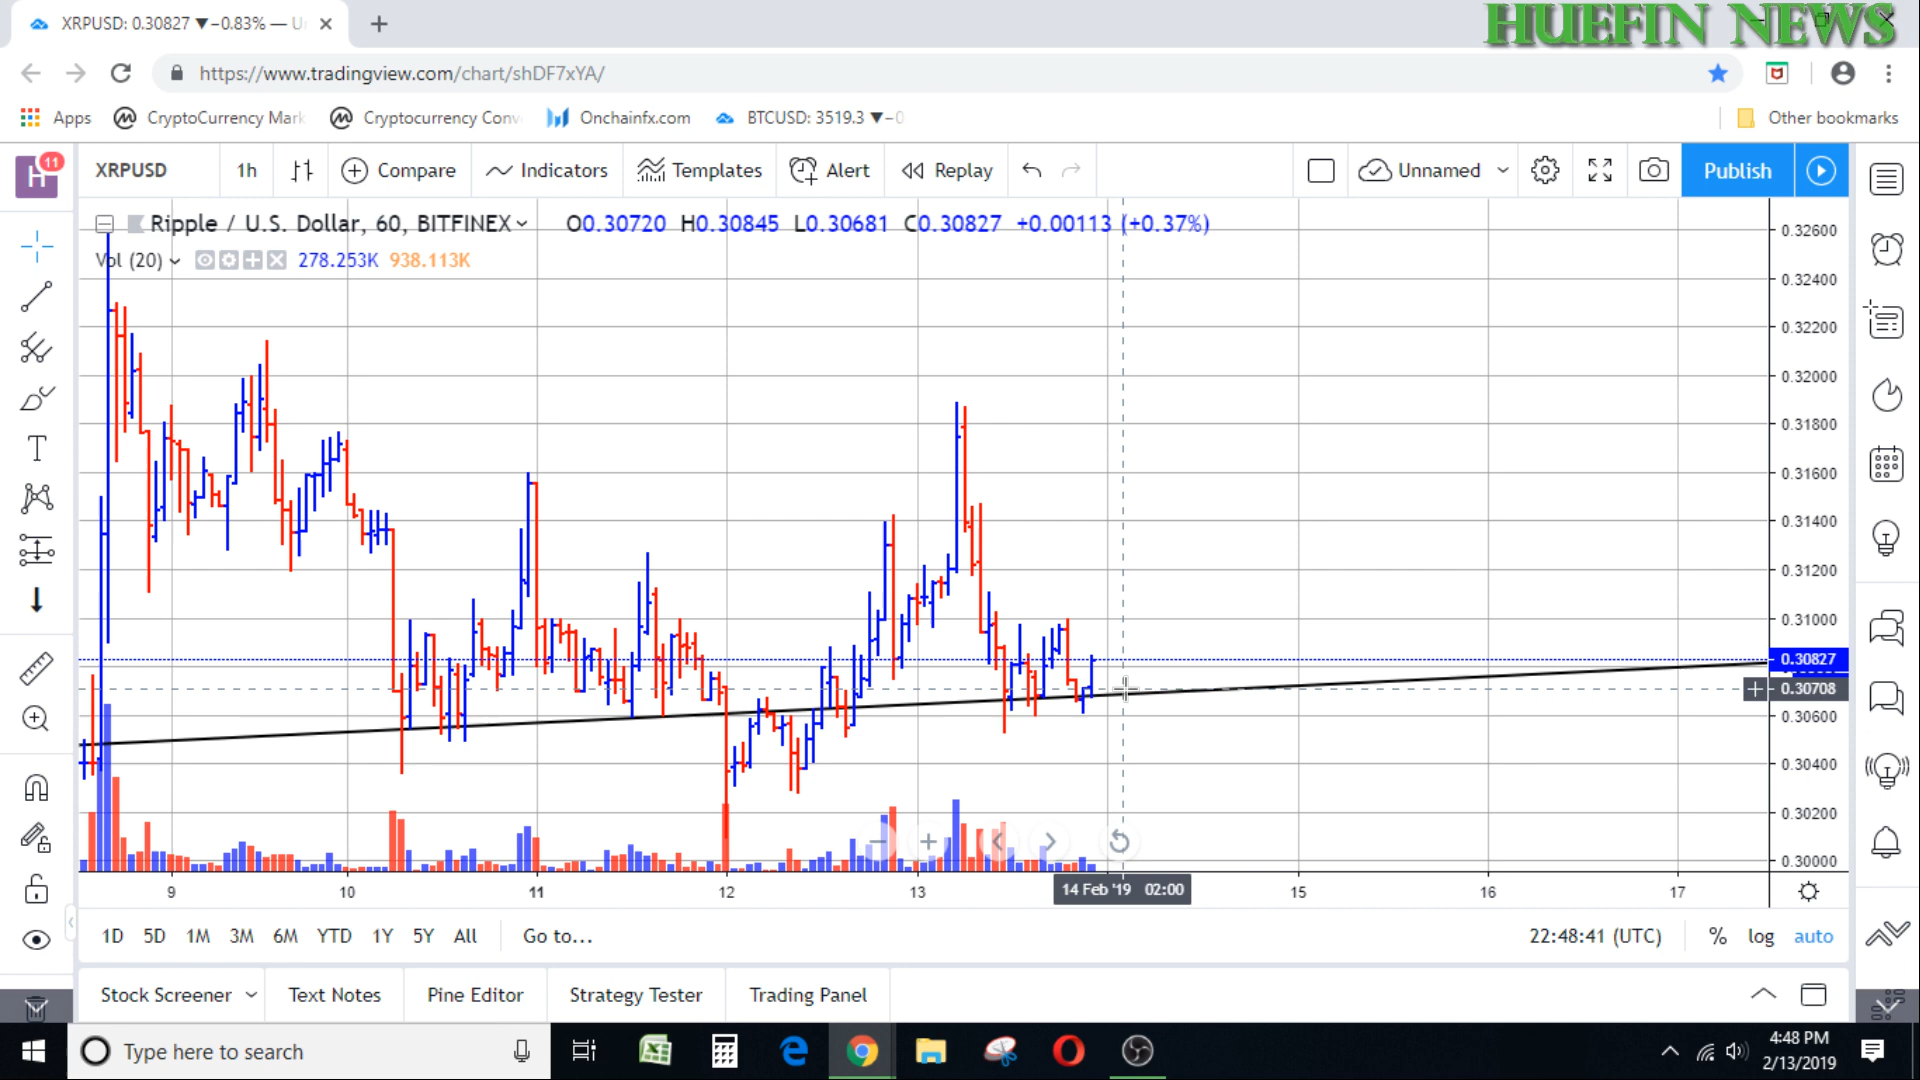 XRPUSD: 0.30827 ▼−0.83% — U
HUEFIN NEWS
https://www.tradingview.com/chart/shDF7xYA/
Apps CryptoCurrency Mark Cryptocurrency Conv Onchainfx.com BTCUSD: 3519.3 ▼−0 Other bookmarks
H 11 XRPUSD 1h Compare Indicators Templates Alert Replay Unnamed Publish
Ripple / U.S. Dollar, 60, BITFINEX O0.30720 H0.30845 L0.30681 C0.30827 +0.00113 (+0.37%)
Vol (20) 278.253K 938.113K
0.32600
0.32400
0.32200
0.32000
0.31800
0.31600
0.31400
0.31200
0.31000
0.30827
0.30708
0.30600
0.30400
0.30200
0.30000
9 10 11 12 13 14 Feb '19 02:00 15 16 17
1D 5D 1M 3M 6M YTD 1Y 5Y All Go to... 22:48:41 (UTC) % log auto
Stock Screener Text Notes Pine Editor Strategy Tester Trading Panel
Type here to search
4:48 PM
2/13/2019